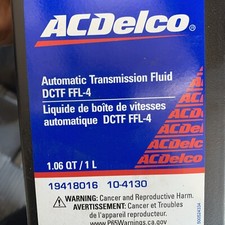 ACDelco®
Automatic Transmission Fluid
DCTF FFL-4
Liquide de boîte de vitesses
automatique DCTF FFL-4
1.06 QT / 1 L
ACDelco
19418016 10-4130
⚠ WARNING: Cancer and Reproductive Harm.
AVERTISSEMENT: Cancer et Troubles
de l'appareil reproducteur.
www.P65Warnings.ca.gov